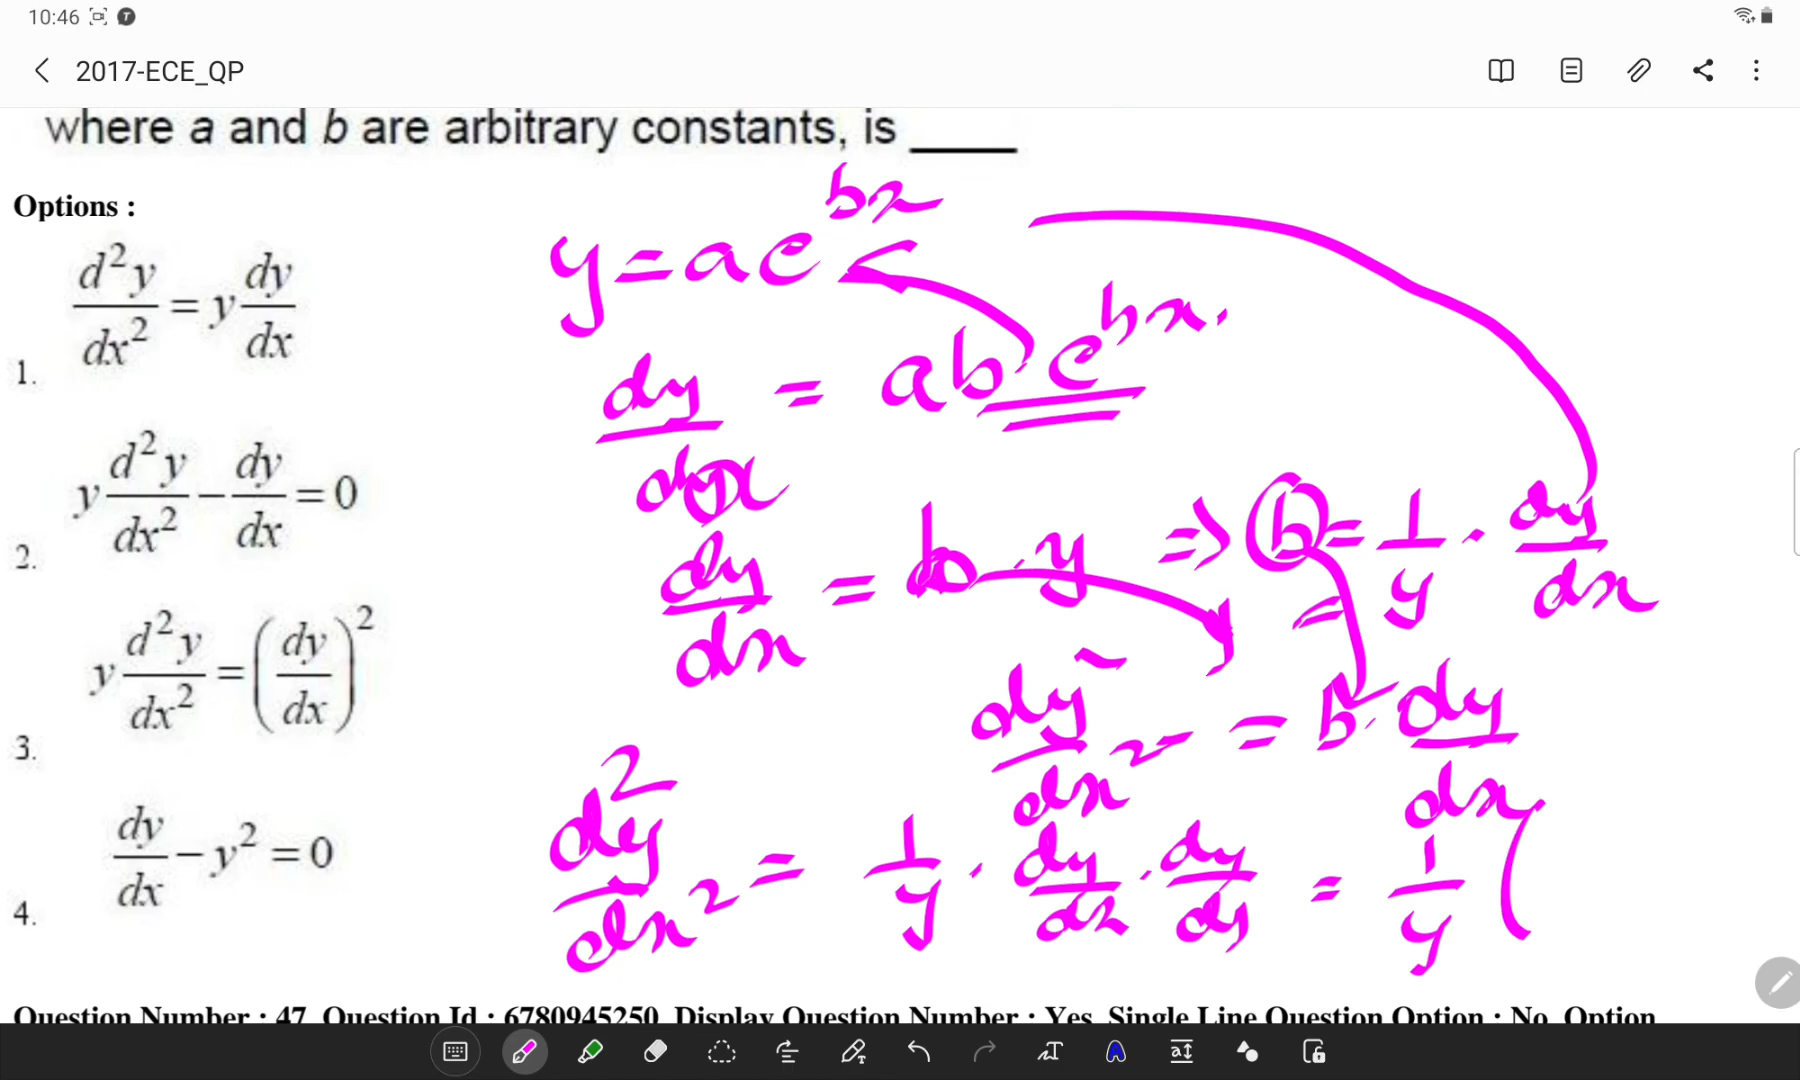 10:46
2017-ECE_QP
where a and b are arbitrary constants, is _____
Options :
1. d²y/dx² = y dy/dx
2. y d²y/dx² − dy/dx = 0
3. y d²y/dx² = (dy/dx)²
4. dy/dx − y² = 0
y = ae^bx
dy/dx = ab·e^bx.
dy/dx = b·y ⇒ b = 1/y · dy/dx
=
d²y/dx² = b· dy/dx
d²y/dx² = 1/y · dy/dx · dy/dx = 1/y (
Question Number : 47 Question Id : 6780945250 Display Question Number : Yes Single Line Question Option : No Option